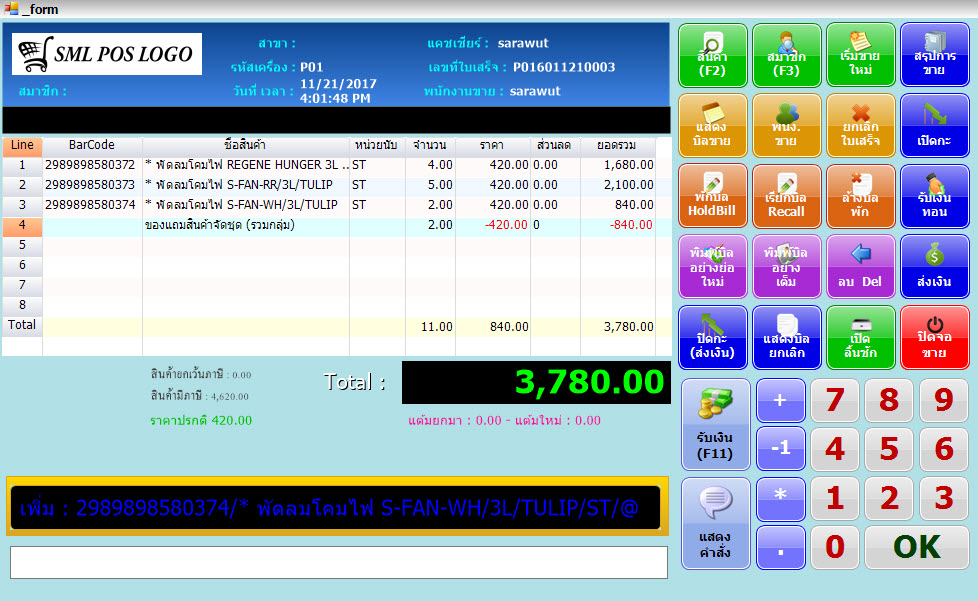 _form
SML POS LOGO
สาขา :
แคชเชียร์ : sarawut
รหัสเครื่อง : P01
เลขที่ใบเสร็จ : P016011210003
สมาชิก :
วันที่ เวลา : 11/21/2017
4:01:48 PM
พนักงานขาย : sarawut
Line BarCode ชื่อสินค้า หน่วยนับ จำนวน ราคา ส่วนลด ยอดรวม
1 2989898580372 * พัดลมโคมไฟ REGENE HUNGER 3L .. ST 4.00 420.00 0.00 1,680.00
2 2989898580373 * พัดลมโคมไฟ S-FAN-RR/3L/TULIP ST 5.00 420.00 0.00 2,100.00
3 2989898580374 * พัดลมโคมไฟ S-FAN-WH/3L/TULIP ST 2.00 420.00 0.00 840.00
4 ของแถมสินค้าจัดชุด (รวมกลุ่ม) 2.00 -420.00 0 -840.00
5
6
7
8
Total 11.00 840.00 3,780.00
สินค้ายกเว้นภาษี : 0.00
สินค้ามีภาษี : 4,620.00
ราคาปรกติ 420.00
Total : 3,780.00
แต้มยกมา : 0.00 - แต้มใหม่ : 0.00
เพิ่ม : 2989898580374/* พัดลมโคมไฟ S-FAN-WH/3L/TULIP/ST/@
สินค้า
(F2)
สมาชิก
(F3)
เริ่มขาย
ใหม่
สรุปการ
ขาย
แสดง
บิลขาย
พนง.
ขาย
ยกเลิก
ใบเสร็จ
เปิดกะ
พักบิล
HoldBill
เรียกบิล
Recall
ล้างบิล
พัก
รับเงิน
ทอน
พิมพ์บิล
อย่างย่อ
ใหม่
พิมพ์บิล
อย่าง
เต็ม
ลบ Del
ส่งเงิน
ปิดกะ
(ส่งเงิน)
แสดงบิล
ยกเลิก
เปิด
ลิ้นชัก
ปิดจอ
ขาย
รับเงิน
(F11)
+ 7 8 9
-1 4 5 6
แสดง
คำสั่ง
* 1 2 3
. 0 OK